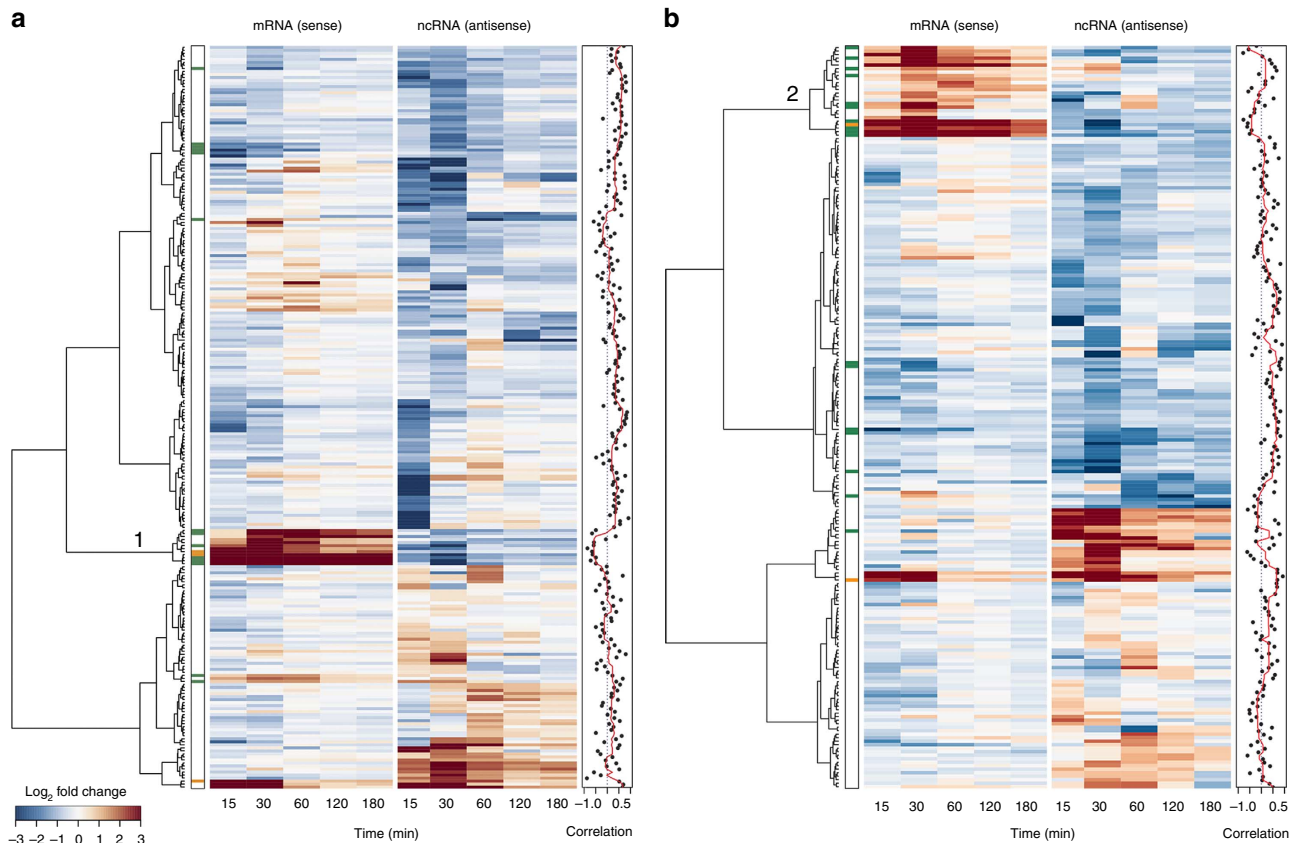 a
mRNA (sense)
ncRNA (antisense)
1
15 30 60 120 180
15 30 60 120 180
−1.0 0.5
Time (min)
Correlation
Log2 fold change
−3 −2 −1 0 1 2 3
b
mRNA (sense)
ncRNA (antisense)
2
15 30 60 120 180
15 30 60 120 180
−1.0 0.5
Time (min)
Correlation